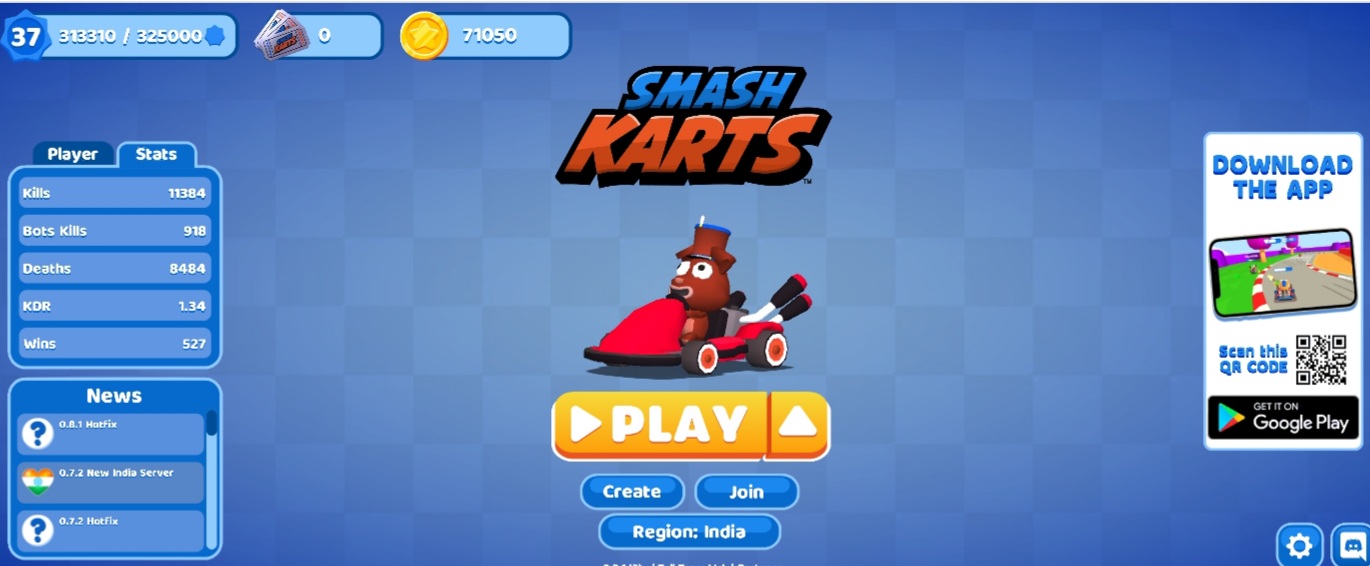 37 313310 / 325000
0
71050
SMASH
KARTS
TM
Player Stats
Kills 11384
Bots Kills 918
Deaths 8484
KDR 1.34
Wins 527
News
0.8.1 Hotfix
0.7.2 New India Server
0.7.2 Hotfix
PLAY
Create Join
Region: India
DOWNLOAD
THE APP
Scan this
QR CODE
GET IT ON
Google Play